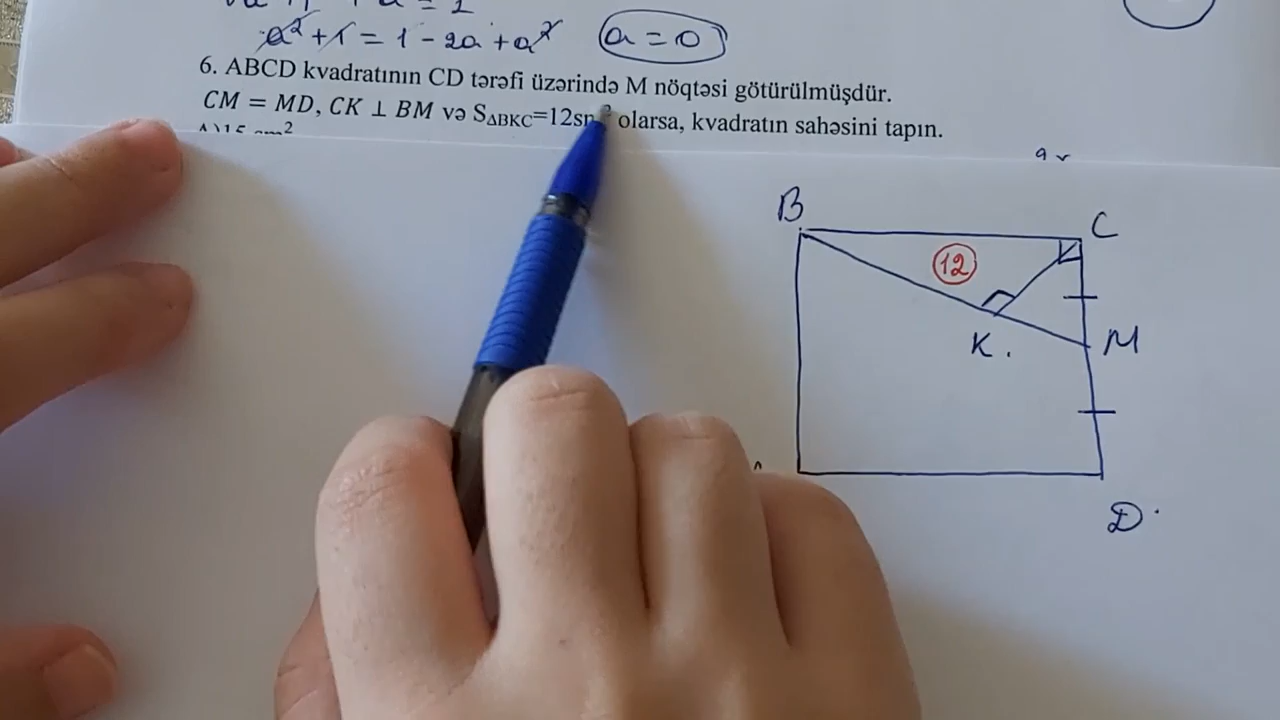 a² + 1 = 1 - 2a + a² a = 0
6. ABCD kvadratının CD tərəfi üzərində M nöqtəsi götürülmüşdür.
CM = MD, CK ⊥ BM və SΔBKC=12sm² olarsa, kvadratın sahəsini tapın.
B
C
12
K.
M
D.